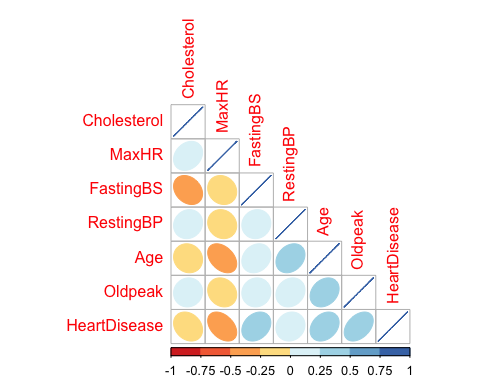 Cholesterol
MaxHR
FastingBS
RestingBP
Age
Oldpeak
HeartDisease
Cholesterol
MaxHR
FastingBS
RestingBP
Age
Oldpeak
HeartDisease
-1 -0.75 -0.5 -0.25 0 0.25 0.5 0.75 1